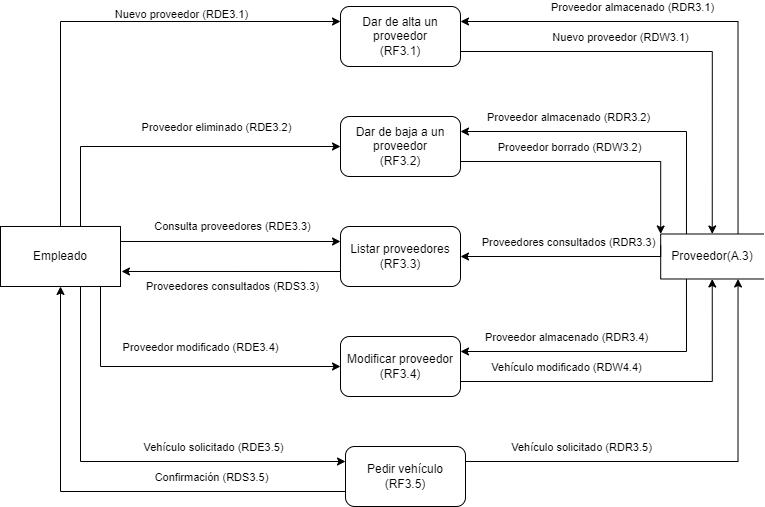 Nuevo proveedor (RDE3.1)
Dar de alta un
proveedor
(RF3.1)
Proveedor almacenado (RDR3.1)
Nuevo proveedor (RDW3.1)
Proveedor eliminado (RDE3.2)
Dar de baja a un
proveedor
(RF3.2)
Proveedor almacenado (RDR3.2)
Proveedor borrado (RDW3.2)
Empleado
Consulta proveedores (RDE3.3)
Proveedores consultados (RDS3.3)
Listar proveedores
(RF3.3)
Proveedores consultados (RDR3.3)
Proveedor(A.3)
Proveedor modificado (RDE3.4)
Modificar proveedor
(RF3.4)
Proveedor almacenado (RDR3.4)
Vehículo modificado (RDW4.4)
Vehículo solicitado (RDE3.5)
Confirmación (RDS3.5)
Pedir vehículo
(RF3.5)
Vehículo solicitado (RDR3.5)